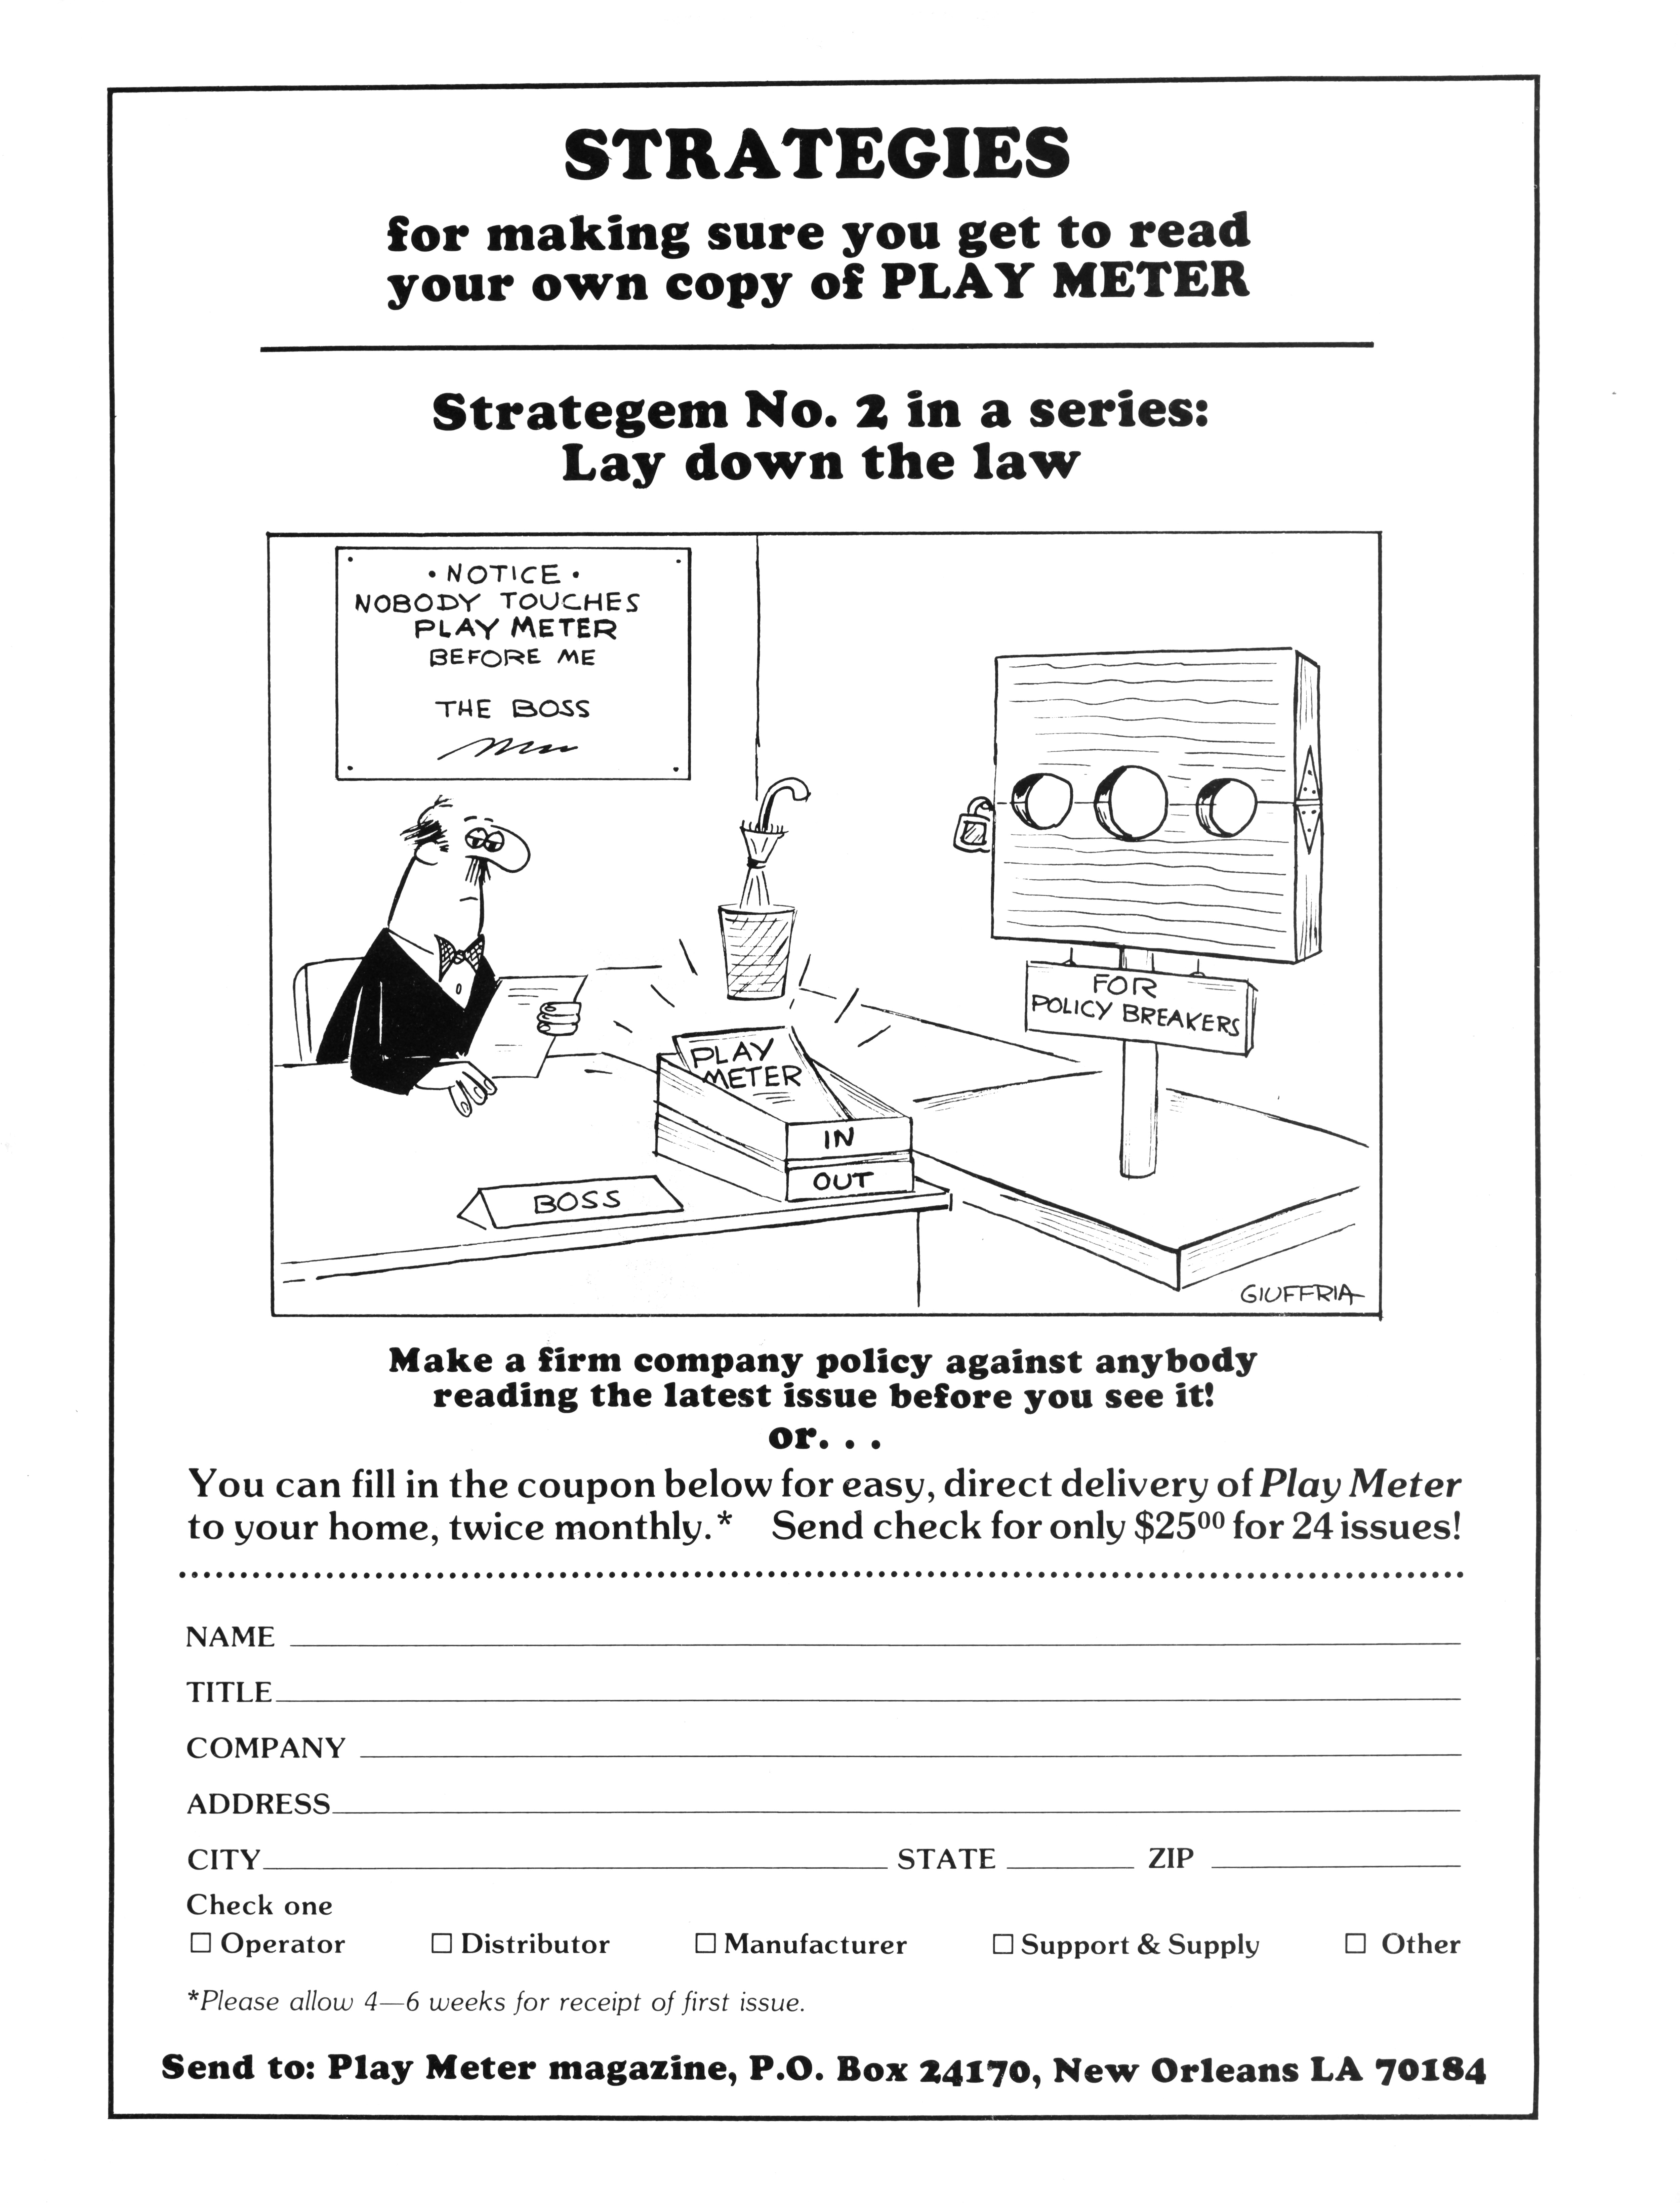 STRATEGIES
for making sure you get to read
your own copy of PLAY METER
Strategem No. 2 in a series:
Lay down the law
• NOTICE •
NOBODY TOUCHES
PLAY METER
BEFORE ME
THE BOSS
PLAY
METER
IN
OUT
BOSS
FOR
POLICY BREAKERS
GIUFFRIA
Make a firm company policy against anybody
reading the latest issue before you see it!
or. . .
You can fill in the coupon below for easy, direct delivery of Play Meter
to your home, twice monthly.* Send check for only $25⁰⁰ for 24 issues!
NAME
TITLE
COMPANY
ADDRESS
CITY STATE ZIP
Check one
☐ Operator ☐ Distributor ☐ Manufacturer ☐ Support & Supply ☐ Other
*Please allow 4—6 weeks for receipt of first issue.
Send to: Play Meter magazine, P.O. Box 24170, New Orleans LA 70184